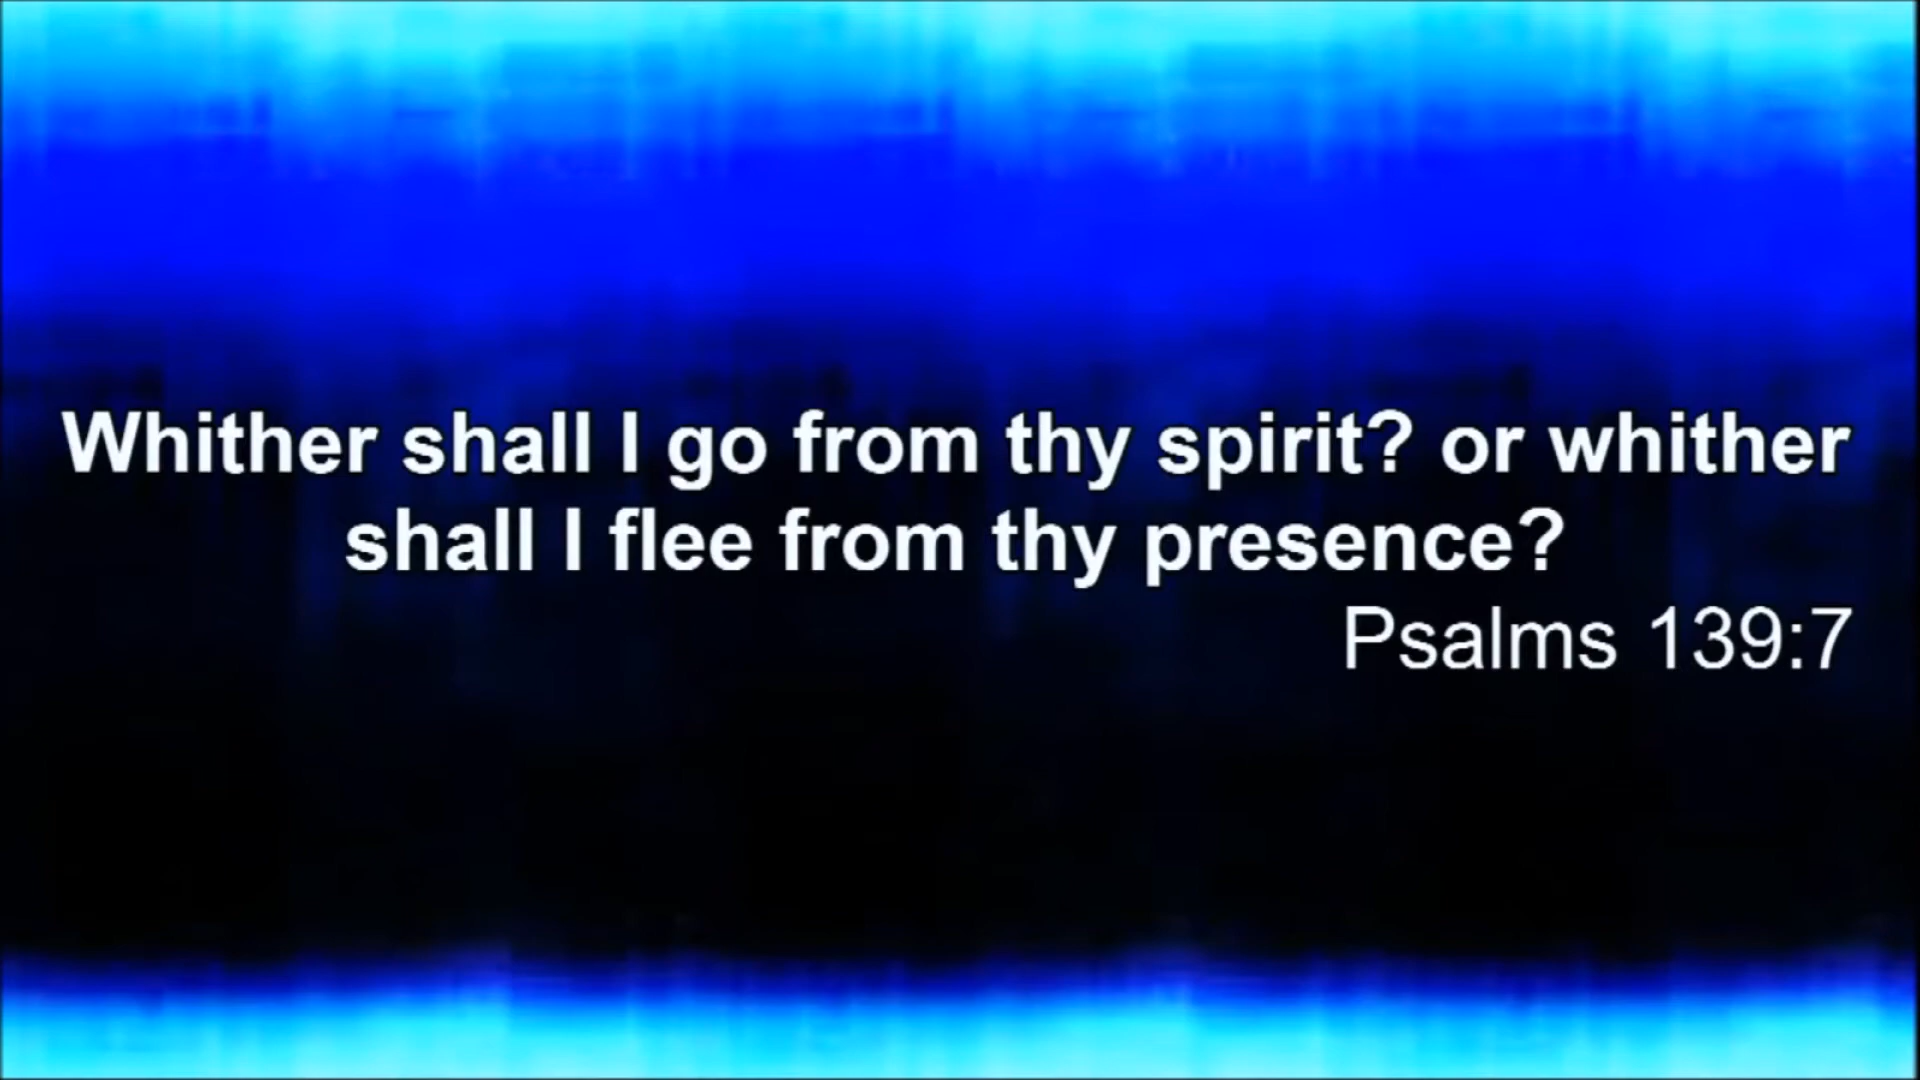 Whither shall I go from thy spirit? or whither
shall I flee from thy presence?
Psalms 139:7